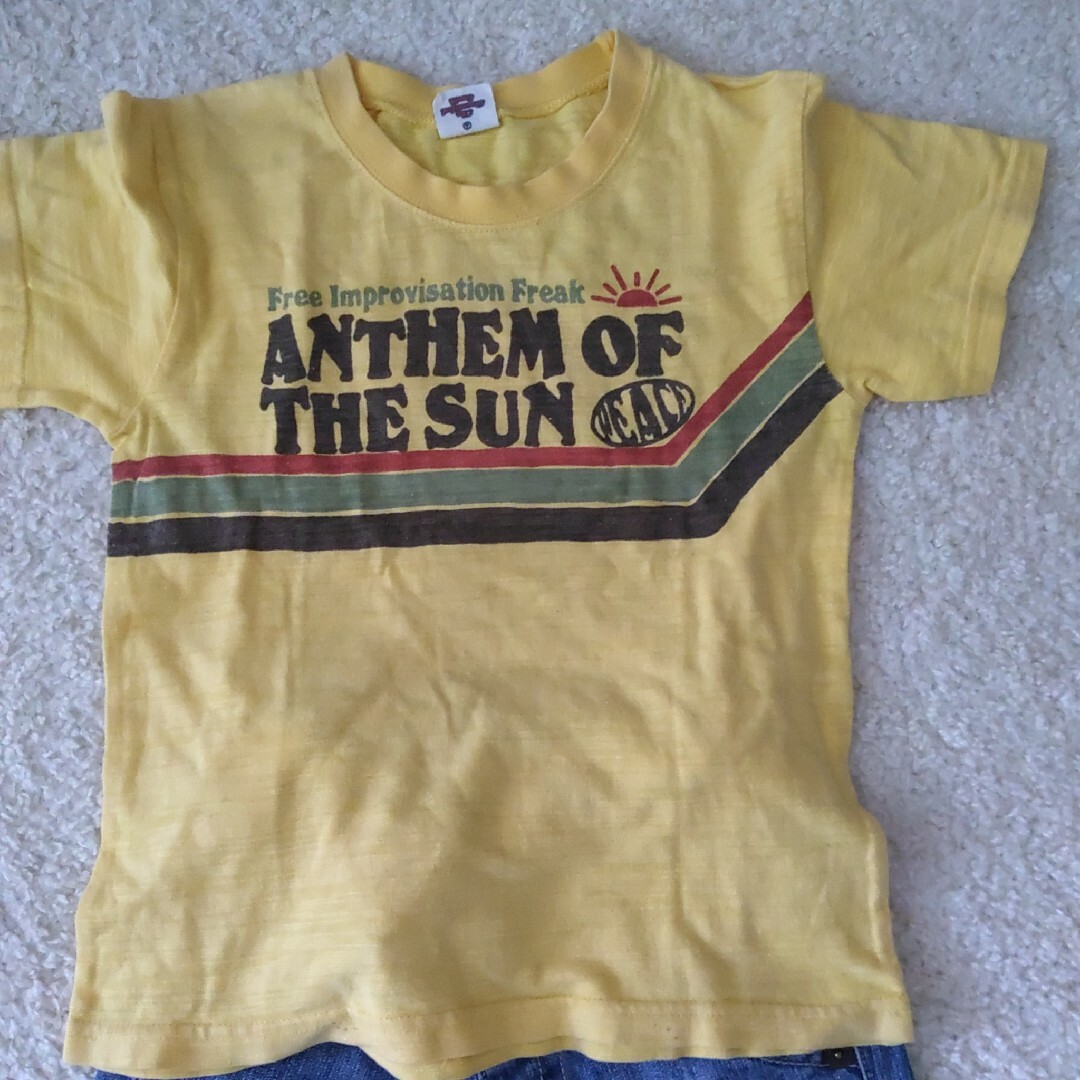 Free Improvisation Freak
ANTHEM OF
THE SUN PEACE